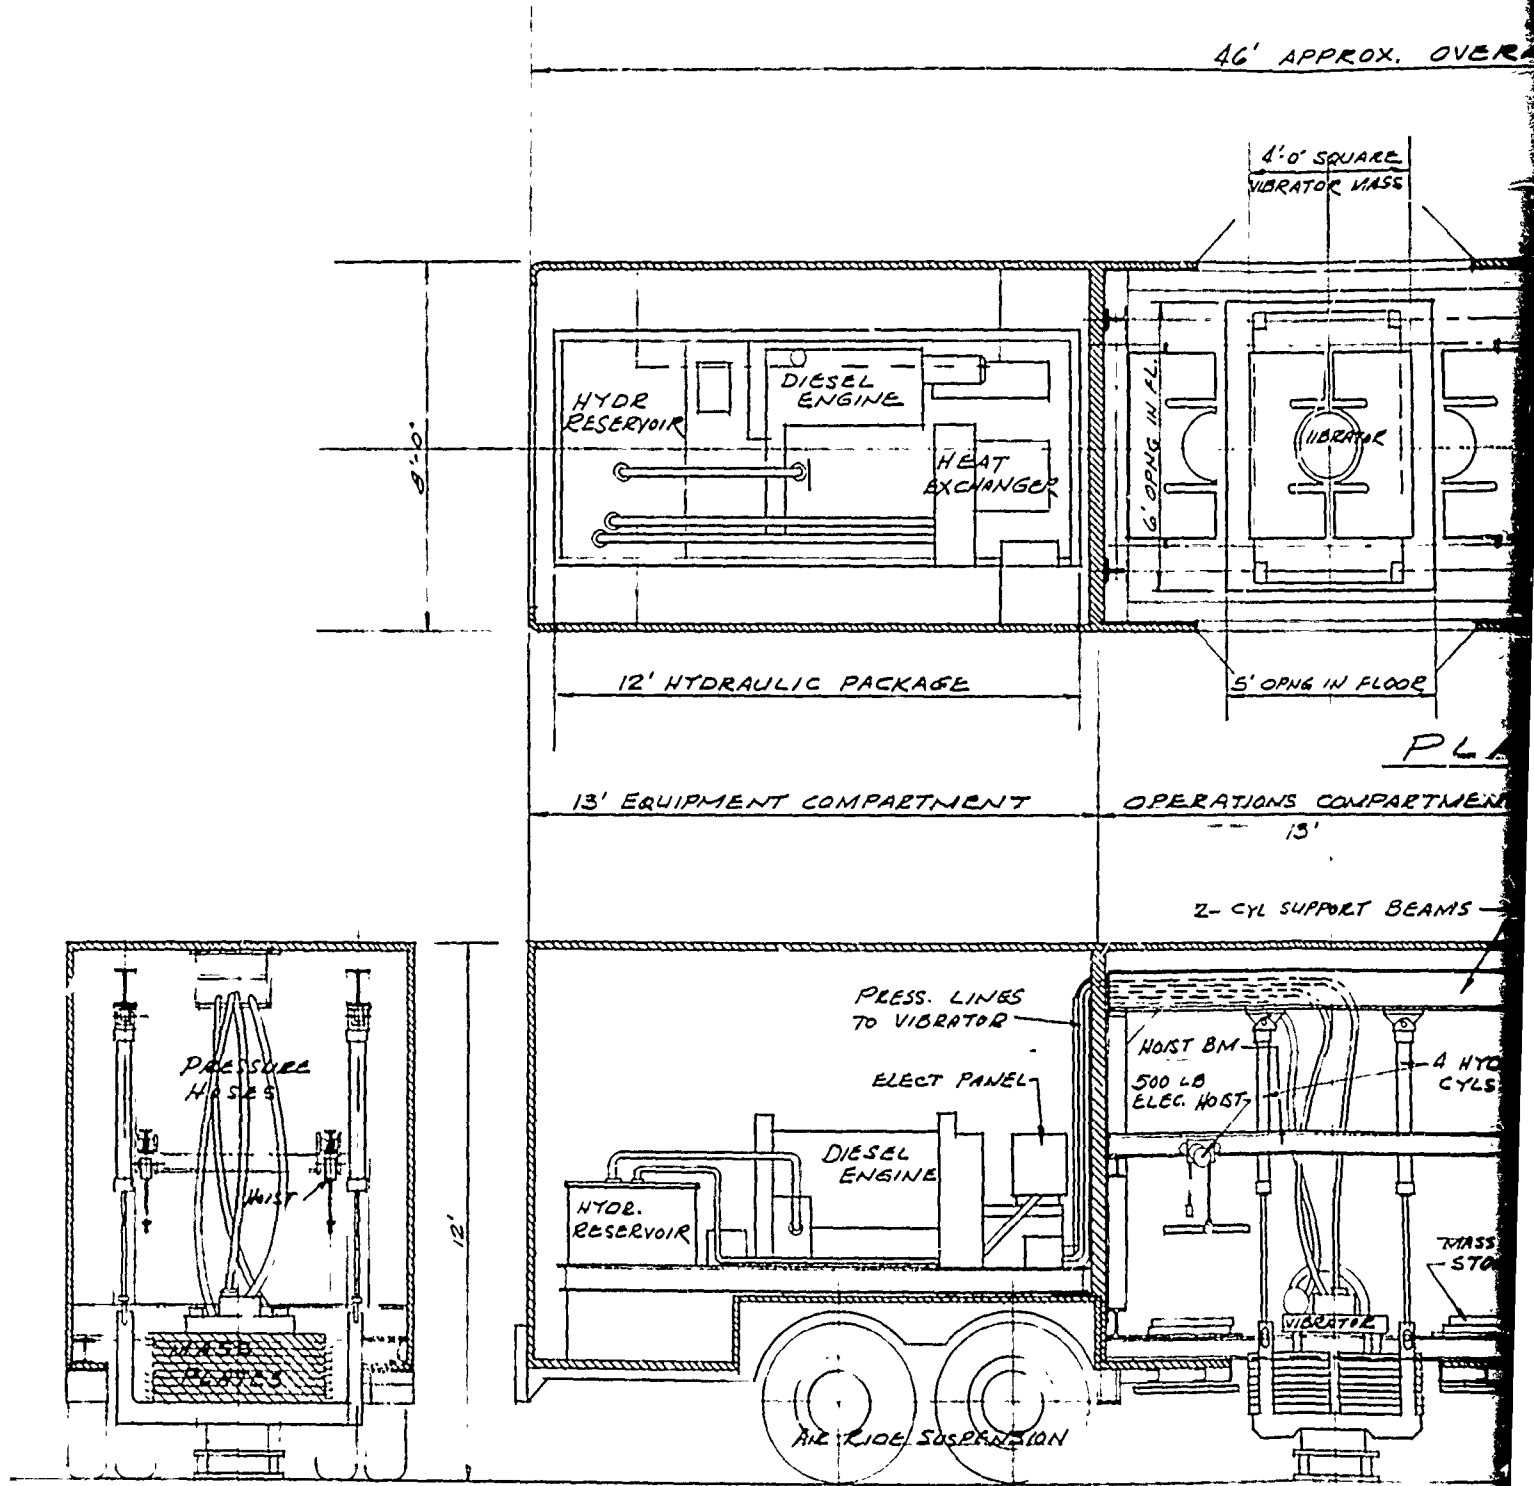 46' APPROX. OVER
4'-0" SQUARE
VIBRATOR MASS
HYDR
RESERVOIR
DIESEL
ENGINE
HEAT
EXCHANGER
8'-0"
6' OPNG IN FL.
VIBRATOR
12' HYDRAULIC PACKAGE
5' OPNG IN FLOOR
PLA
13' EQUIPMENT COMPARTMENT
OPERATIONS COMPARTMEN
13'
2- CYL SUPPORT BEAMS
PRESSURE
HOSES
HOIST
MASS
PLATES
12'
PRESS. LINES
TO VIBRATOR
ELECT PANEL
DIESEL
ENGINE
HYDR.
RESERVOIR
AIR RIDE SUSPENSION
HOIST BM
500 LB
ELEC. HOIST
4 HYD
CYLS
MASS
STO
VIBRATOR